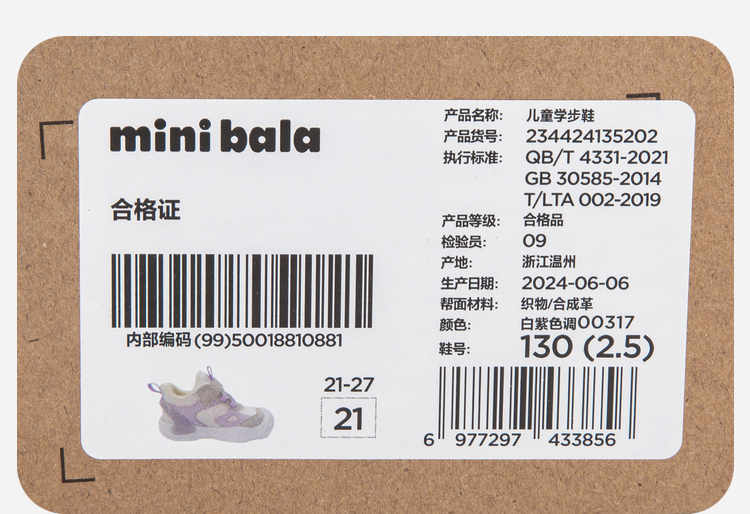 mini bala
合格证
内部编码(99)50018810881
21-27
21
产品名称: 儿童学步鞋
产品货号: 234424135202
执行标准: QB/T 4331-2021
GB 30585-2014
T/LTA 002-2019
产品等级: 合格品
检验员: 09
产地: 浙江温州
生产日期: 2024-06-06
帮面材料: 织物/合成革
颜色: 白紫色调00317
鞋号: 130 (2.5)
6 977297 433856